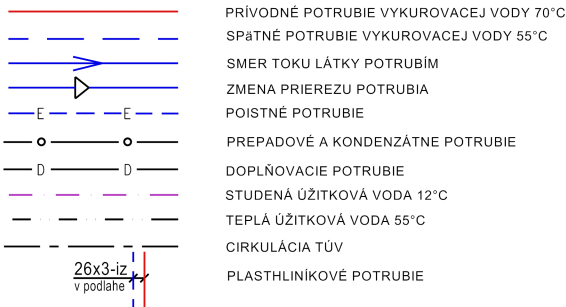 PRÍVODNÉ POTRUBIE VYKUROVACEJ VODY 70°C
SPäTNÉ POTRUBIE VYKUROVACEJ VODY 55°C
SMER TOKU LÁTKY POTRUBÍM
ZMENA PRIEREZU POTRUBIA
E E POISTNÉ POTRUBIE
PREPADOVÉ A KONDENZÁTNE POTRUBIE
D D DOPLŇOVACIE POTRUBIE
STUDENÁ ÚŽITKOVÁ VODA 12°C
TEPLÁ ÚŽITKOVÁ VODA 55°C
CIRKULÁCIA TÚV
26x3-iz PLASTHLINÍKOVÉ POTRUBIE
v podlahe